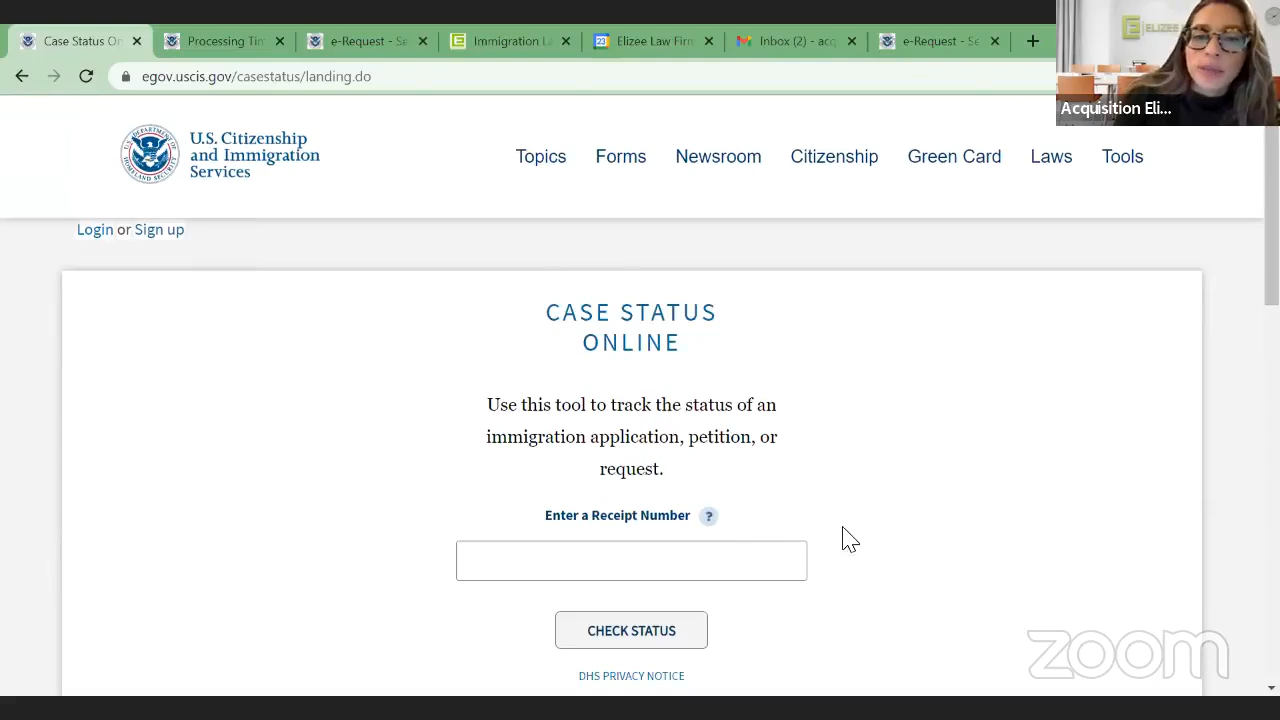 Case Status On
Processing Tim
e-Request - Se
Immigration La
Elizee Law Firm
Inbox (2) - acq
e-Request - Se
egov.uscis.gov/casestatus/landing.do
Acquisition Eli...
U.S. Citizenship
and Immigration
Services
Topics
Forms
Newsroom
Citizenship
Green Card
Laws
Tools
Login or Sign up
CASE STATUS
ONLINE
Use this tool to track the status of an
immigration application, petition, or
request.
Enter a Receipt Number ?
CHECK STATUS
DHS PRIVACY NOTICE
zoom